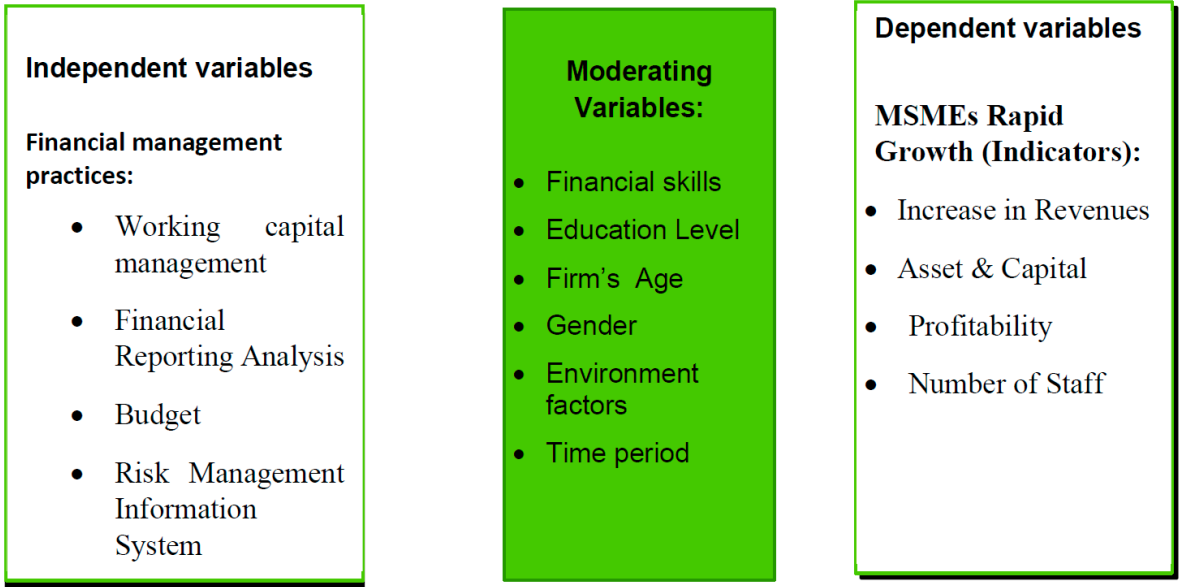 Independent variables
Financial management
practices:
• Working capital
management
• Financial
Reporting Analysis
• Budget
• Risk Management
Information
System
Moderating
Variables:
• Financial skills
• Education Level
• Firm’s Age
• Gender
• Environment
factors
• Time period
Dependent variables
MSMEs Rapid
Growth (Indicators):
• Increase in Revenues
• Asset & Capital
• Profitability
• Number of Staff